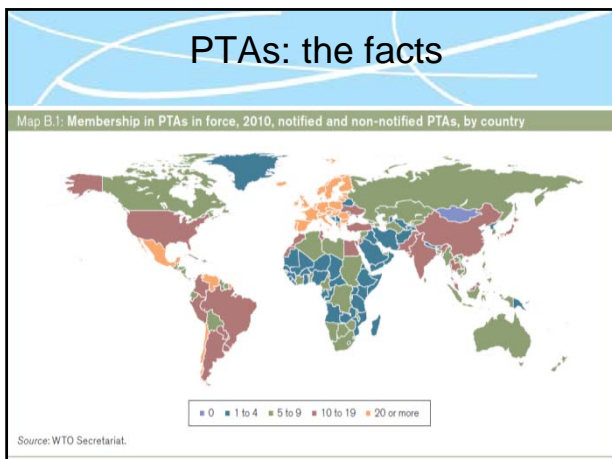 PTAs: the facts
Map B.1: Membership in PTAs in force, 2010, notified and non-notified PTAs, by country
0 1 to 4 5 to 9 10 to 19 20 or more
Source: WTO Secretariat.